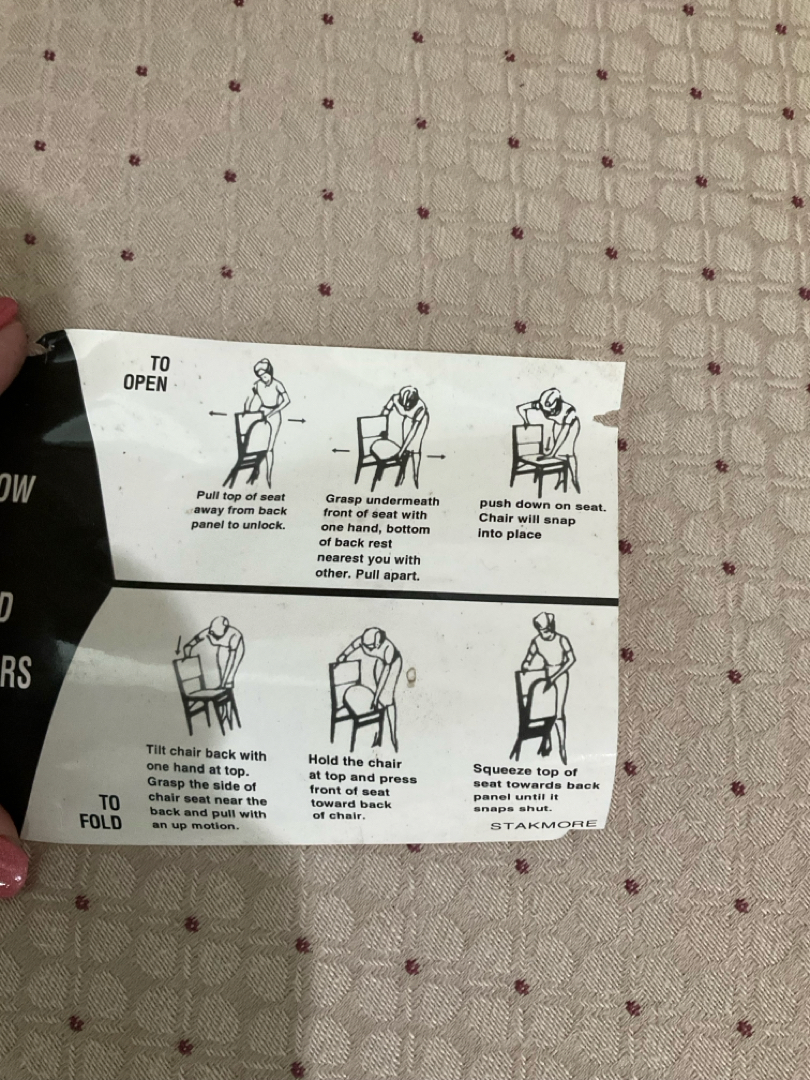 OW
D
RS
TO
OPEN
Pull top of seat
away from back
panel to unlock.
Grasp undermeath
front of seat with
one hand, bottom
of back rest
nearest you with
other. Pull apart.
push down on seat.
Chair will snap
into place
TO
FOLD
Tilt chair back with
one hand at top.
Grasp the side of
chair seat near the
back and pull with
an up motion.
Hold the chair
at top and press
front of seat
toward back
of chair.
Squeeze top of
seat towards back
panel until it
snaps shut.
STAKMORE